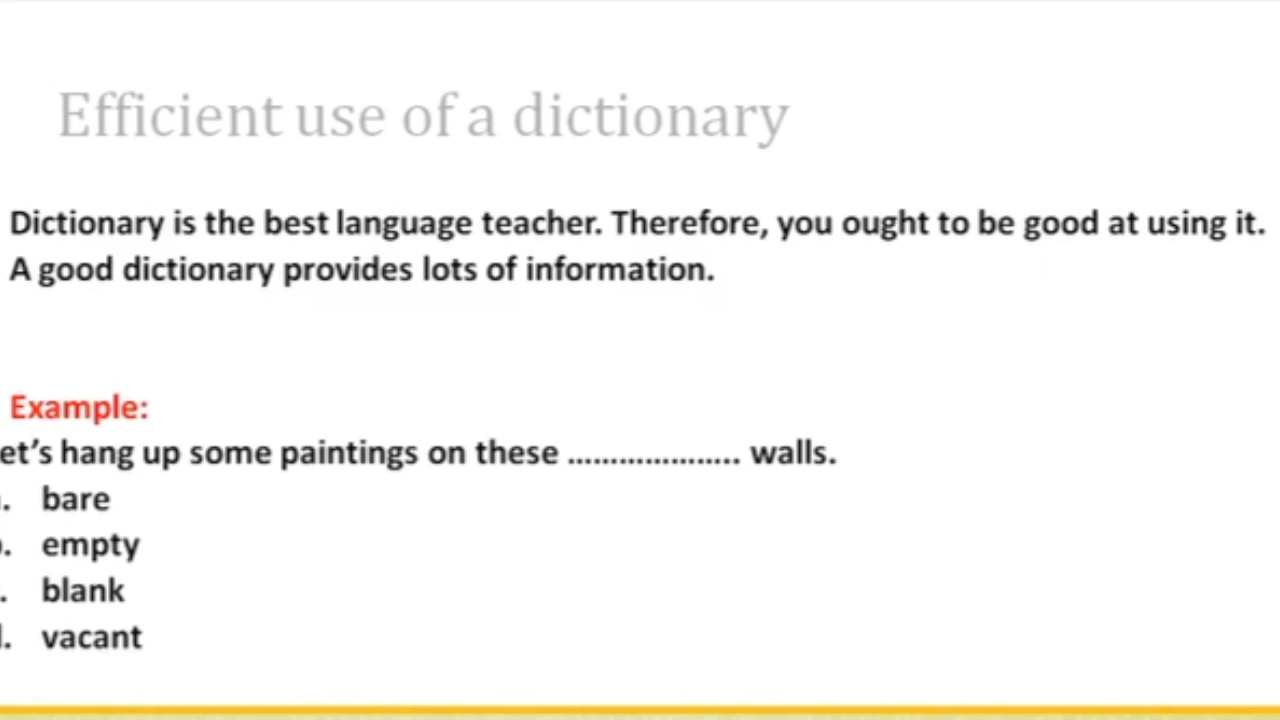 Efficient use of a dictionary
Dictionary is the best language teacher. Therefore, you ought to be good at using it.
A good dictionary provides lots of information.
Example:
et's hang up some paintings on these .................... walls.
. bare
. empty
. blank
. vacant